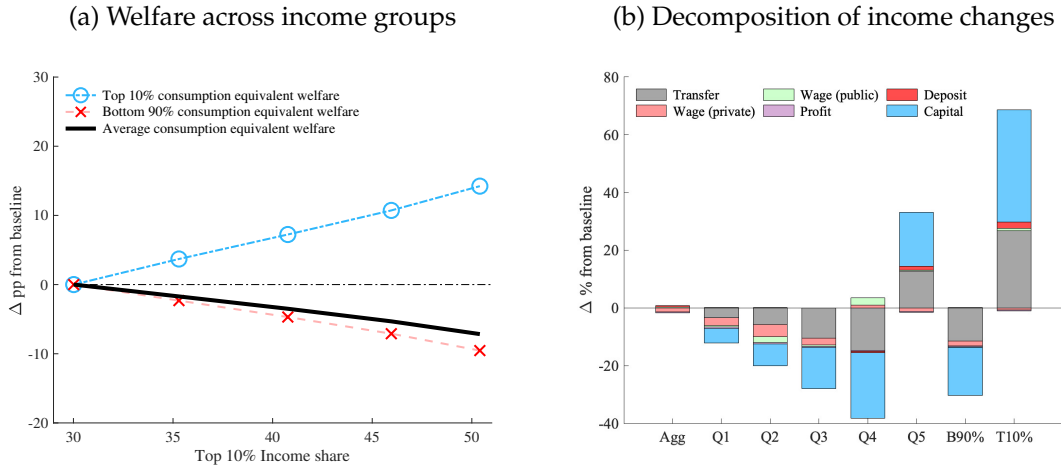 (a) Welfare across income groups
30
20
10
0
-10
-20
Δ pp from baseline
Top 10% consumption equivalent welfare
Bottom 90% consumption equivalent welfare
Average consumption equivalent welfare
30 35 40 45 50
Top 10% Income share
(b) Decomposition of income changes
80
60
40
20
0
-20
-40
Δ % from baseline
Transfer Wage (public) Deposit
Wage (private) Profit Capital
Agg Q1 Q2 Q3 Q4 Q5 B90% T10%